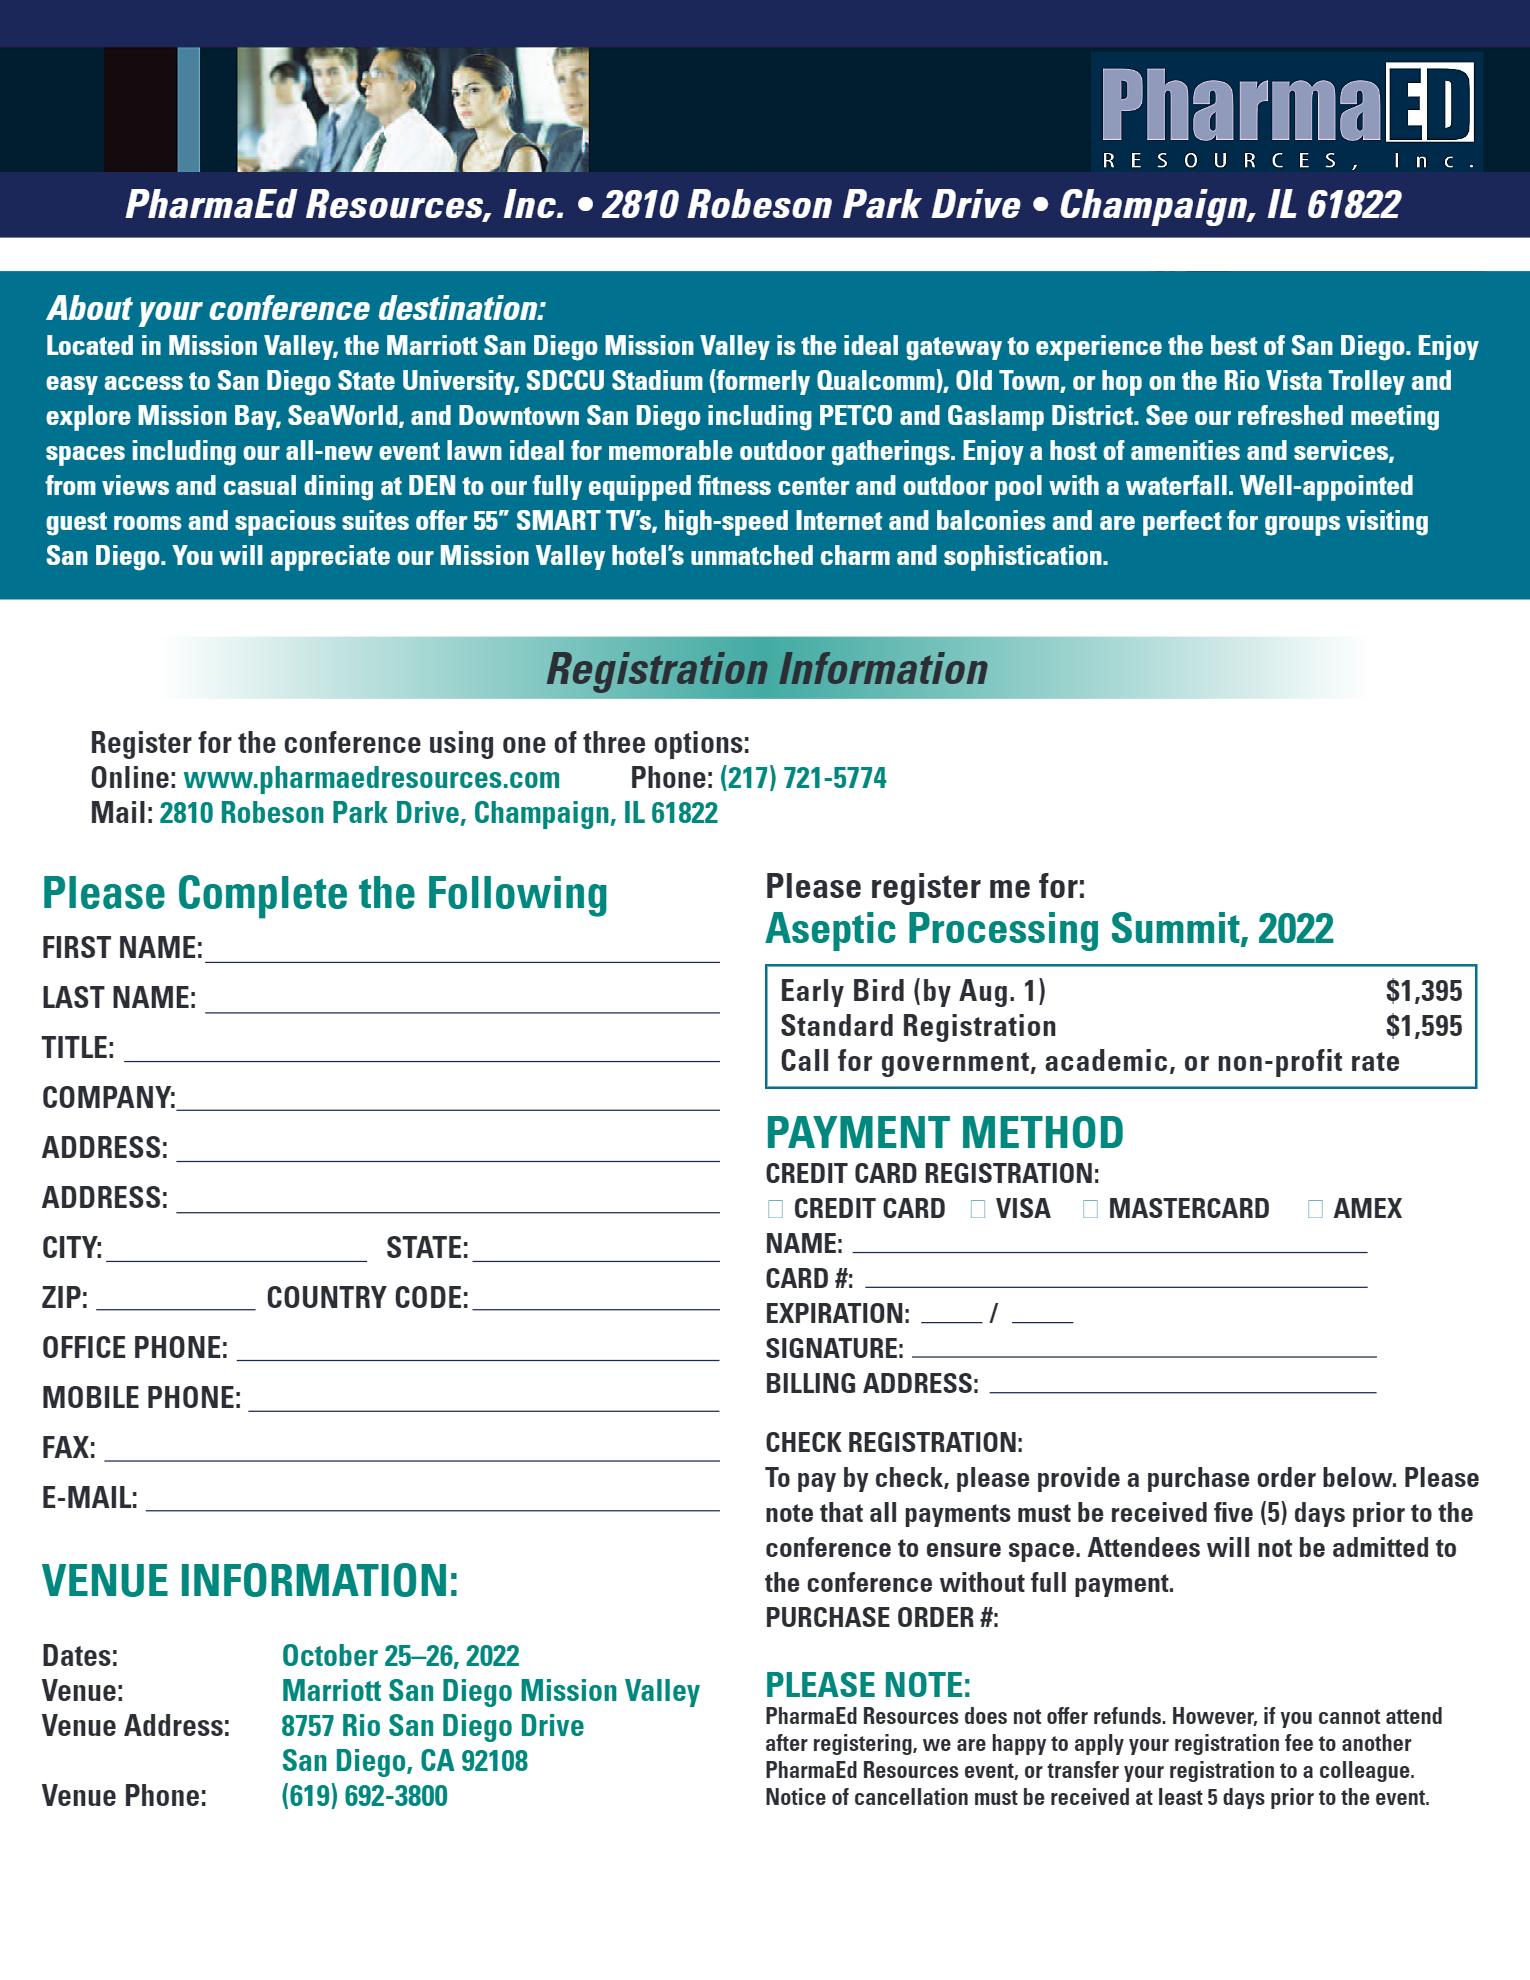 PharmaED
RESOURCES, Inc.
PharmaEd Resources, Inc. • 2810 Robeson Park Drive • Champaign, IL 61822
About your conference destination:
Located in Mission Valley, the Marriott San Diego Mission Valley is the ideal gateway to experience the best of San Diego. Enjoy
easy access to San Diego State University, SDCCU Stadium (formerly Qualcomm), Old Town, or hop on the Rio Vista Trolley and
explore Mission Bay, SeaWorld, and Downtown San Diego including PETCO and Gaslamp District. See our refreshed meeting
spaces including our all-new event lawn ideal for memorable outdoor gatherings. Enjoy a host of amenities and services,
from views and casual dining at DEN to our fully equipped fitness center and outdoor pool with a waterfall. Well-appointed
guest rooms and spacious suites offer 55” SMART TV’s, high-speed Internet and balconies and are perfect for groups visiting
San Diego. You will appreciate our Mission Valley hotel’s unmatched charm and sophistication.
Registration Information
Register for the conference using one of three options:
Online: www.pharmaedresources.com Phone: (217) 721-5774
Mail: 2810 Robeson Park Drive, Champaign, IL 61822
Please Complete the Following
FIRST NAME:
LAST NAME:
TITLE:
COMPANY:
ADDRESS:
ADDRESS:
CITY: STATE:
ZIP: COUNTRY CODE:
OFFICE PHONE:
MOBILE PHONE:
FAX:
E-MAIL:
VENUE INFORMATION:
Dates: October 25–26, 2022
Venue: Marriott San Diego Mission Valley
Venue Address: 8757 Rio San Diego Drive
San Diego, CA 92108
Venue Phone: (619) 692-3800
Please register me for:
Aseptic Processing Summit, 2022
Early Bird (by Aug. 1) $1,395
Standard Registration $1,595
Call for government, academic, or non-profit rate
PAYMENT METHOD
CREDIT CARD REGISTRATION:
CREDIT CARD VISA MASTERCARD AMEX
NAME:
CARD #:
EXPIRATION: /
SIGNATURE:
BILLING ADDRESS:
CHECK REGISTRATION:
To pay by check, please provide a purchase order below. Please
note that all payments must be received five (5) days prior to the
conference to ensure space. Attendees will not be admitted to
the conference without full payment.
PURCHASE ORDER #:
PLEASE NOTE:
PharmaEd Resources does not offer refunds. However, if you cannot attend
after registering, we are happy to apply your registration fee to another
PharmaEd Resources event, or transfer your registration to a colleague.
Notice of cancellation must be received at least 5 days prior to the event.